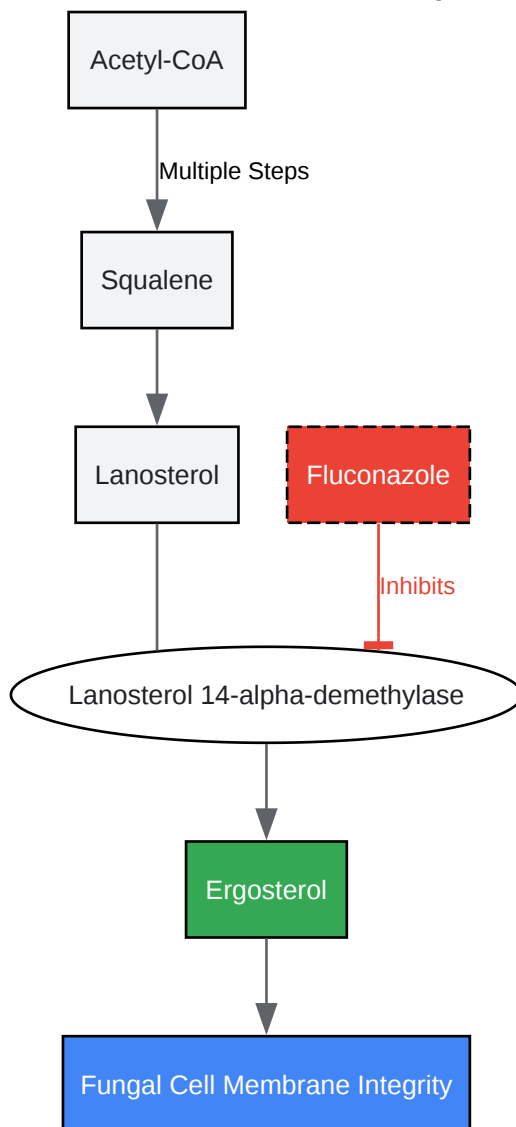 Acetyl-CoA
Multiple Steps
Squalene
Lanosterol
Fluconazole
Inhibits
Lanosterol 14-alpha-demethylase
Ergosterol
Fungal Cell Membrane Integrity